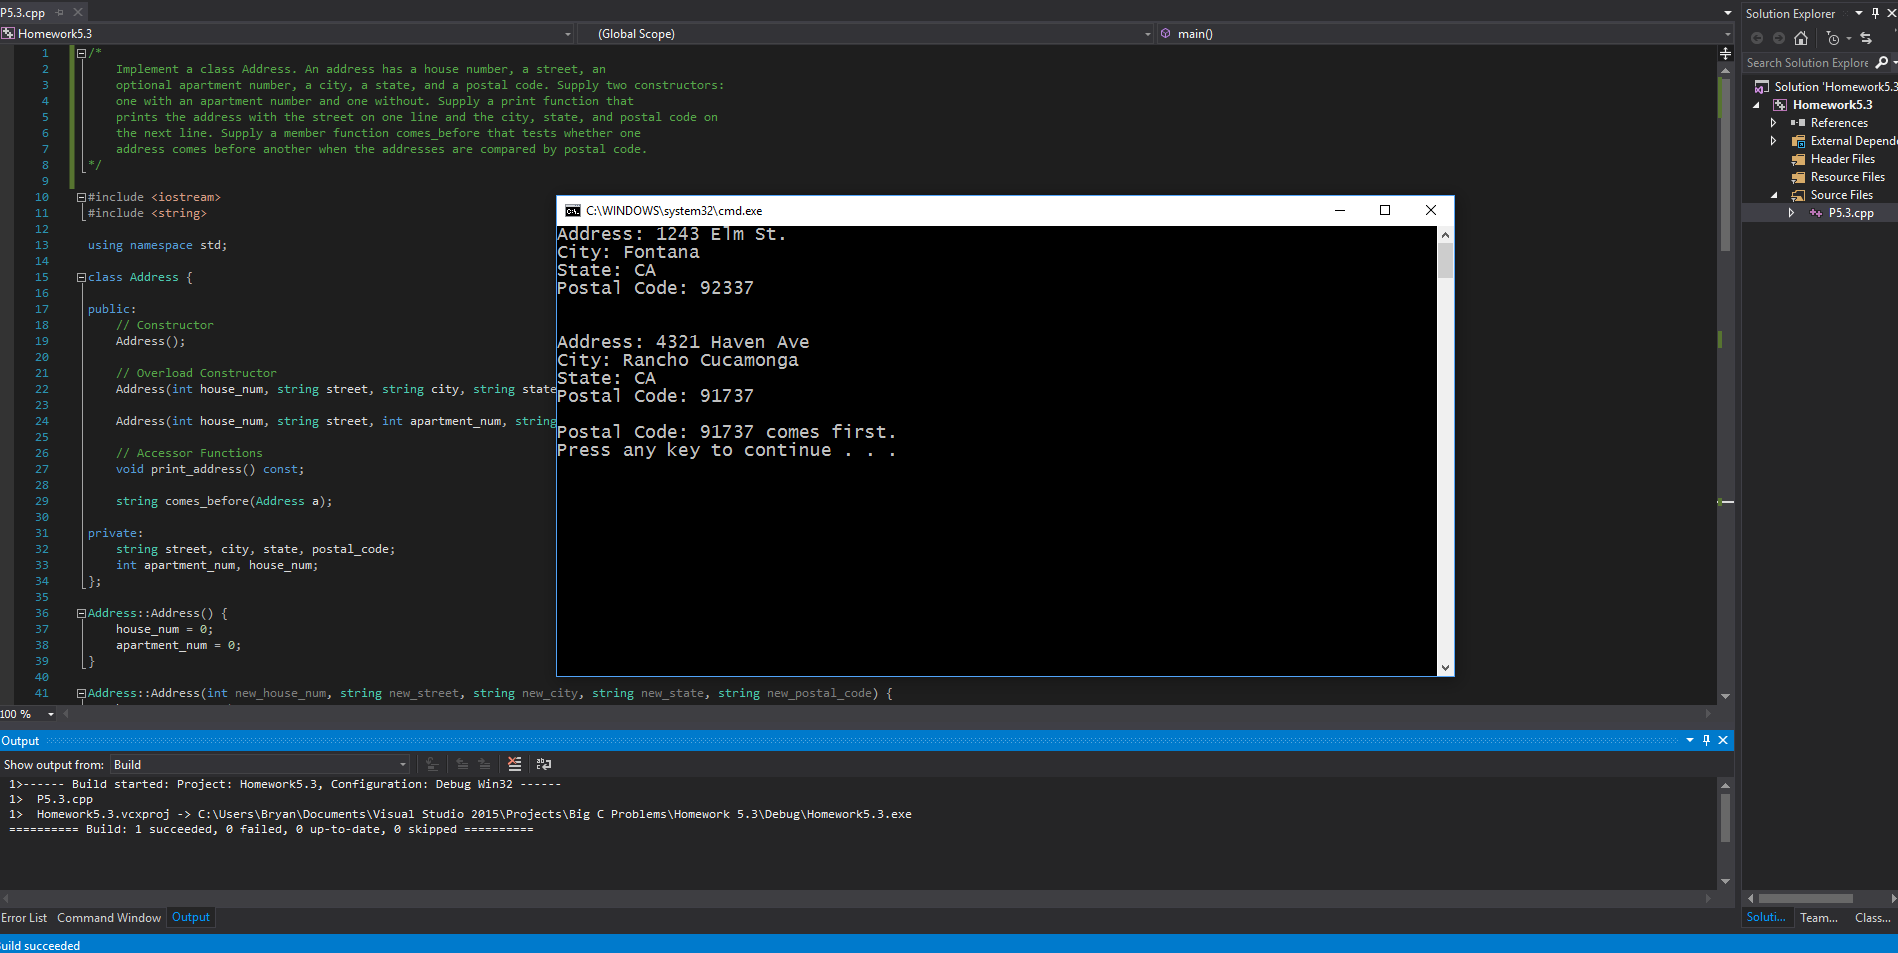 P5.3.cpp
Homework5.3
(Global Scope)
main()
1 /*
2 Implement a class Address. An address has a house number, a street, an
3 optional apartment number, a city, a state, and a postal code. Supply two constructors:
4 one with an apartment number and one without. Supply a print function that
5 prints the address with the street on one line and the city, state, and postal code on
6 the next line. Supply a member function comes_before that tests whether one
7 address comes before another when the addresses are compared by postal code.
8 */
9
10 #include <iostream>
11 #include <string>
12
13 using namespace std;
14
15 class Address {
16
17 public:
18 // Constructor
19 Address();
20
21 // Overload Constructor
22 Address(int house_num, string street, string city, string state
23
24 Address(int house_num, string street, int apartment_num, string
25
26 // Accessor Functions
27 void print_address() const;
28
29 string comes_before(Address a);
30
31 private:
32 string street, city, state, postal_code;
33 int apartment_num, house_num;
34 };
35
36 Address::Address() {
37 house_num = 0;
38 apartment_num = 0;
39 }
40
41 Address::Address(int new_house_num, string new_street, string new_city, string new_state, string new_postal_code) {
100 %
C:\WINDOWS\system32\cmd.exe
Address: 1243 Elm St.
City: Fontana
State: CA
Postal Code: 92337
Address: 4321 Haven Ave
City: Rancho Cucamonga
State: CA
Postal Code: 91737
Postal Code: 91737 comes first.
Press any key to continue . . .
Solution Explorer
Search Solution Explore
Solution 'Homework5.3
Homework5.3
References
External Depend
Header Files
Resource Files
Source Files
P5.3.cpp
Output
Show output from: Build
1>------ Build started: Project: Homework5.3, Configuration: Debug Win32 ------
1> P5.3.cpp
1> Homework5.3.vcxproj -> C:\Users\Bryan\Documents\Visual Studio 2015\Projects\Big C Problems\Homework 5.3\Debug\Homework5.3.exe
========== Build: 1 succeeded, 0 failed, 0 up-to-date, 0 skipped ==========
Error List Command Window Output
Soluti... Team... Class...
uild succeeded